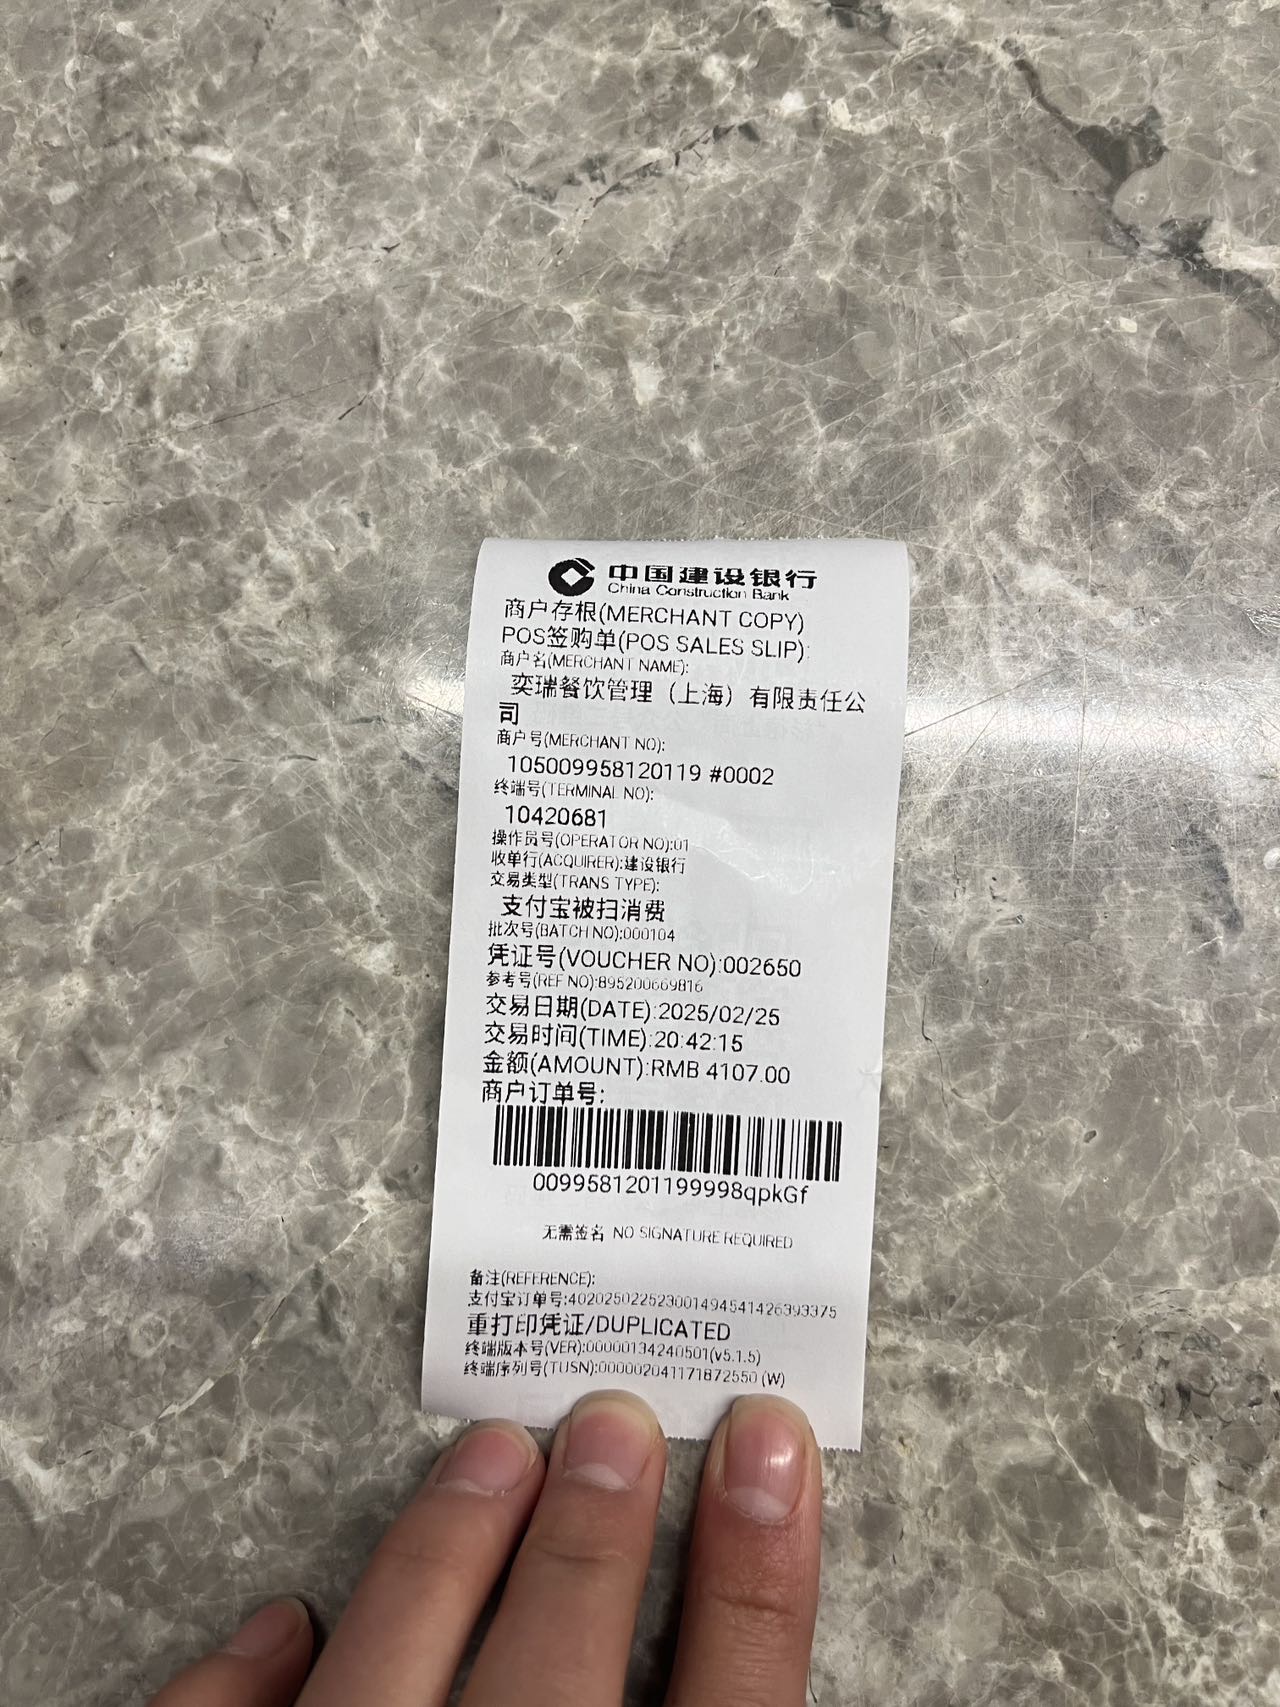 中国建设银行
China Construction Bank
商户存根(MERCHANT COPY)
POS签购单(POS SALES SLIP):
商户名(MERCHANT NAME):
奕瑞餐饮管理（上海）有限责任公
司
商户号(MERCHANT NO):
105009958120119 #0002
终端号(TERMINAL NO):
10420681
操作员号(OPERATOR NO):01
收单行(ACQUIRER):建设银行
交易类型(TRANS TYPE):
支付宝被扫消费
批次号(BATCH NO):000104
凭证号(VOUCHER NO):002650
参考号(REF NO):895200669816
交易日期(DATE):2025/02/25
交易时间(TIME):20:42:15
金额(AMOUNT):RMB 4107.00
商户订单号:
0099581201199998qpkGf
无需签名 NO SIGNATURE REQUIRED
备注(REFERENCE):
支付宝订单号:4020250225230014945414263​93375
重打印凭证/DUPLICATED
终端版本号(VER):00000134240501(v5.1.5)
终端序列号(TUSN):000002041171872550 (W)